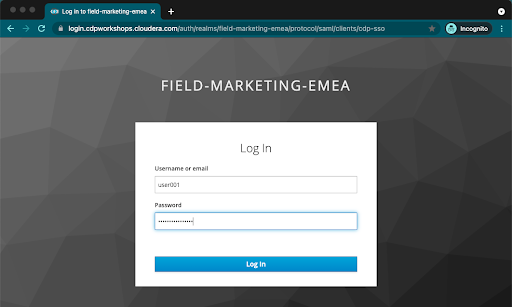 Log in to field-marketing-emea
login.cdpworkshops.cloudera.com/auth/realms/field-marketing-emea/protocol/saml/clients/cdp-sso
Incognito
FIELD-MARKETING-EMEA
Log In
Username or email
user001
Password
••••••••••••••••
Log In